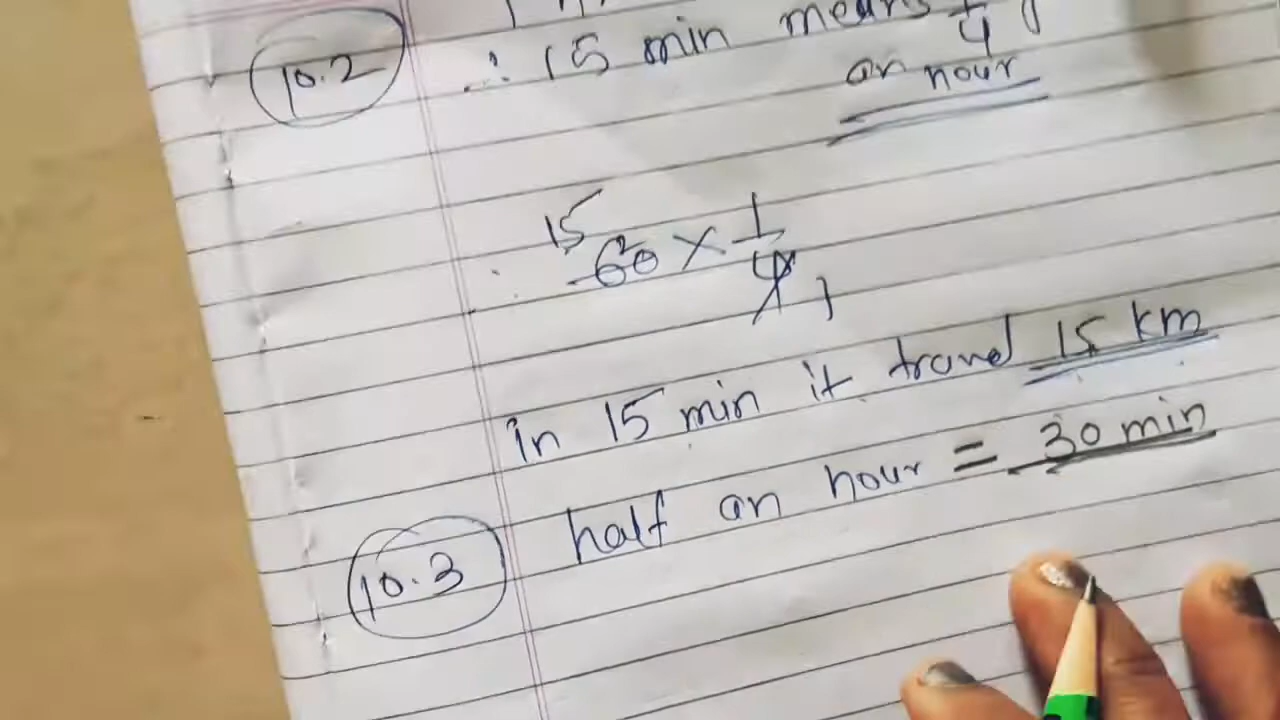 10.2 ∴ 15 min means 1/4
an hour
15
60 × 1/4
1
in 15 min it travel 15 km
half an hour = 30 min
10.3